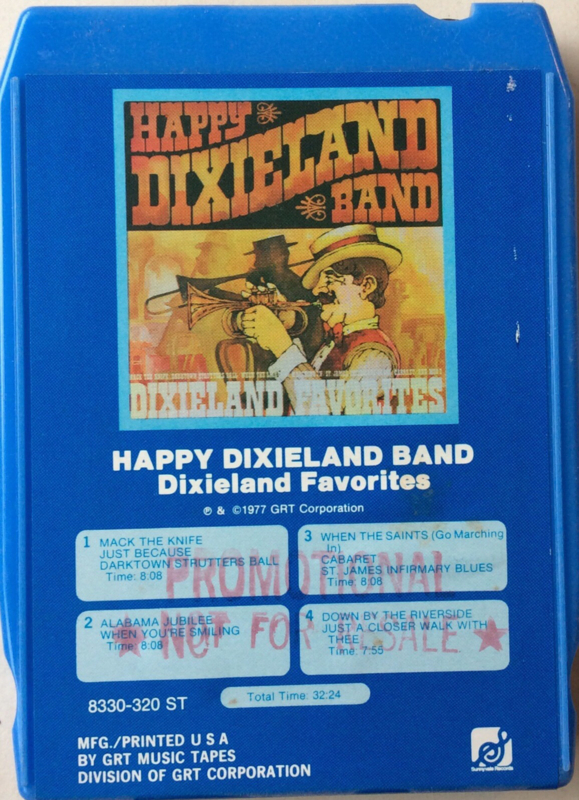 HAPPY
DIXIELAND
BAND
DIXIELAND FAVORITES
HAPPY DIXIELAND BAND
Dixieland Favorites
℗ & ©1977 GRT Corporation
1 MACK THE KNIFE
JUST BECAUSE
DARKTOWN STRUTTERS BALL
Time: 8:08
2 ALABAMA JUBILEE
WHEN YOU'RE SMILING
Time: 8:08
3 WHEN THE SAINTS (Go Marching
In)
CABARET
ST. JAMES INFIRMARY BLUES
Time: 8:08
4 DOWN BY THE RIVERSIDE
JUST A CLOSER WALK WITH
THEE
Time: 7:55
PROMOTIONAL
★ NOT FOR RESALE ★
Total Time: 32:24
8330-320 ST
MFG./PRINTED U S A
BY GRT MUSIC TAPES
DIVISION OF GRT CORPORATION
Sunnyvale Records